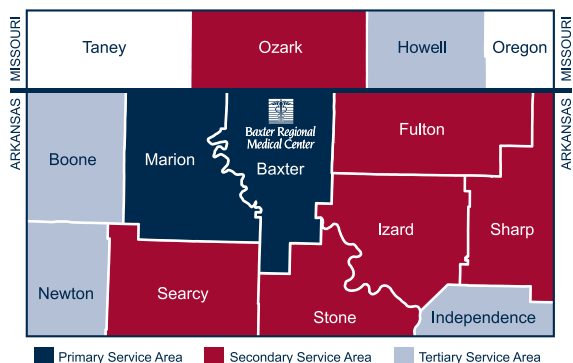 MISSOURI
Taney
Ozark
Howell
Oregon
MISSOURI
ARKANSAS
Baxter Regional
Medical Center
Fulton
ARKANSAS
Boone
Marion
Baxter
Izard
Sharp
Newton
Searcy
Stone
Independence
Primary Service Area
Secondary Service Area
Tertiary Service Area